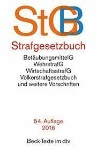 StGB
Strafgesetzbuch
BetäubungsmittelG
WehrstrafG
WirtschaftsstrafG
VölkerstrafgesetzbuchG
und weitere Vorschriften
54. Auflage
2016
Beck-Texte im dtv